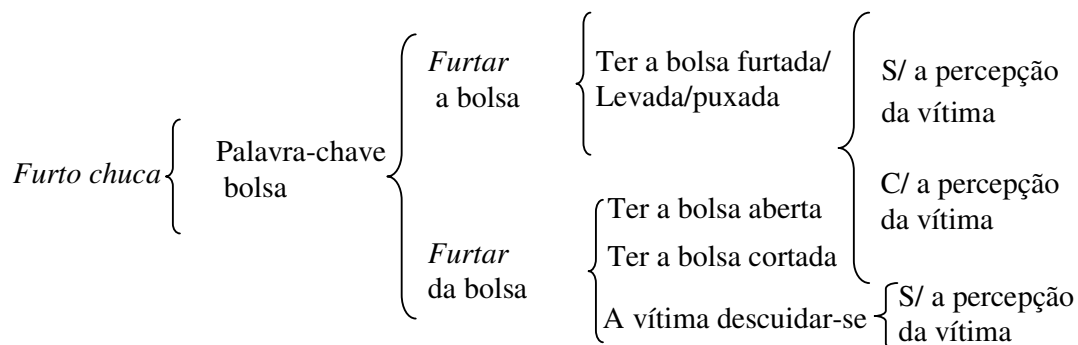 Furto chuca
Palavra-chave
bolsa
Furtar
a bolsa
Ter a bolsa furtada/
Levada/puxada
S/ a percepção
da vítima
C/ a percepção
da vítima
Furtar
da bolsa
Ter a bolsa aberta
Ter a bolsa cortada
A vítima descuidar-se
S/ a percepção
da vítima